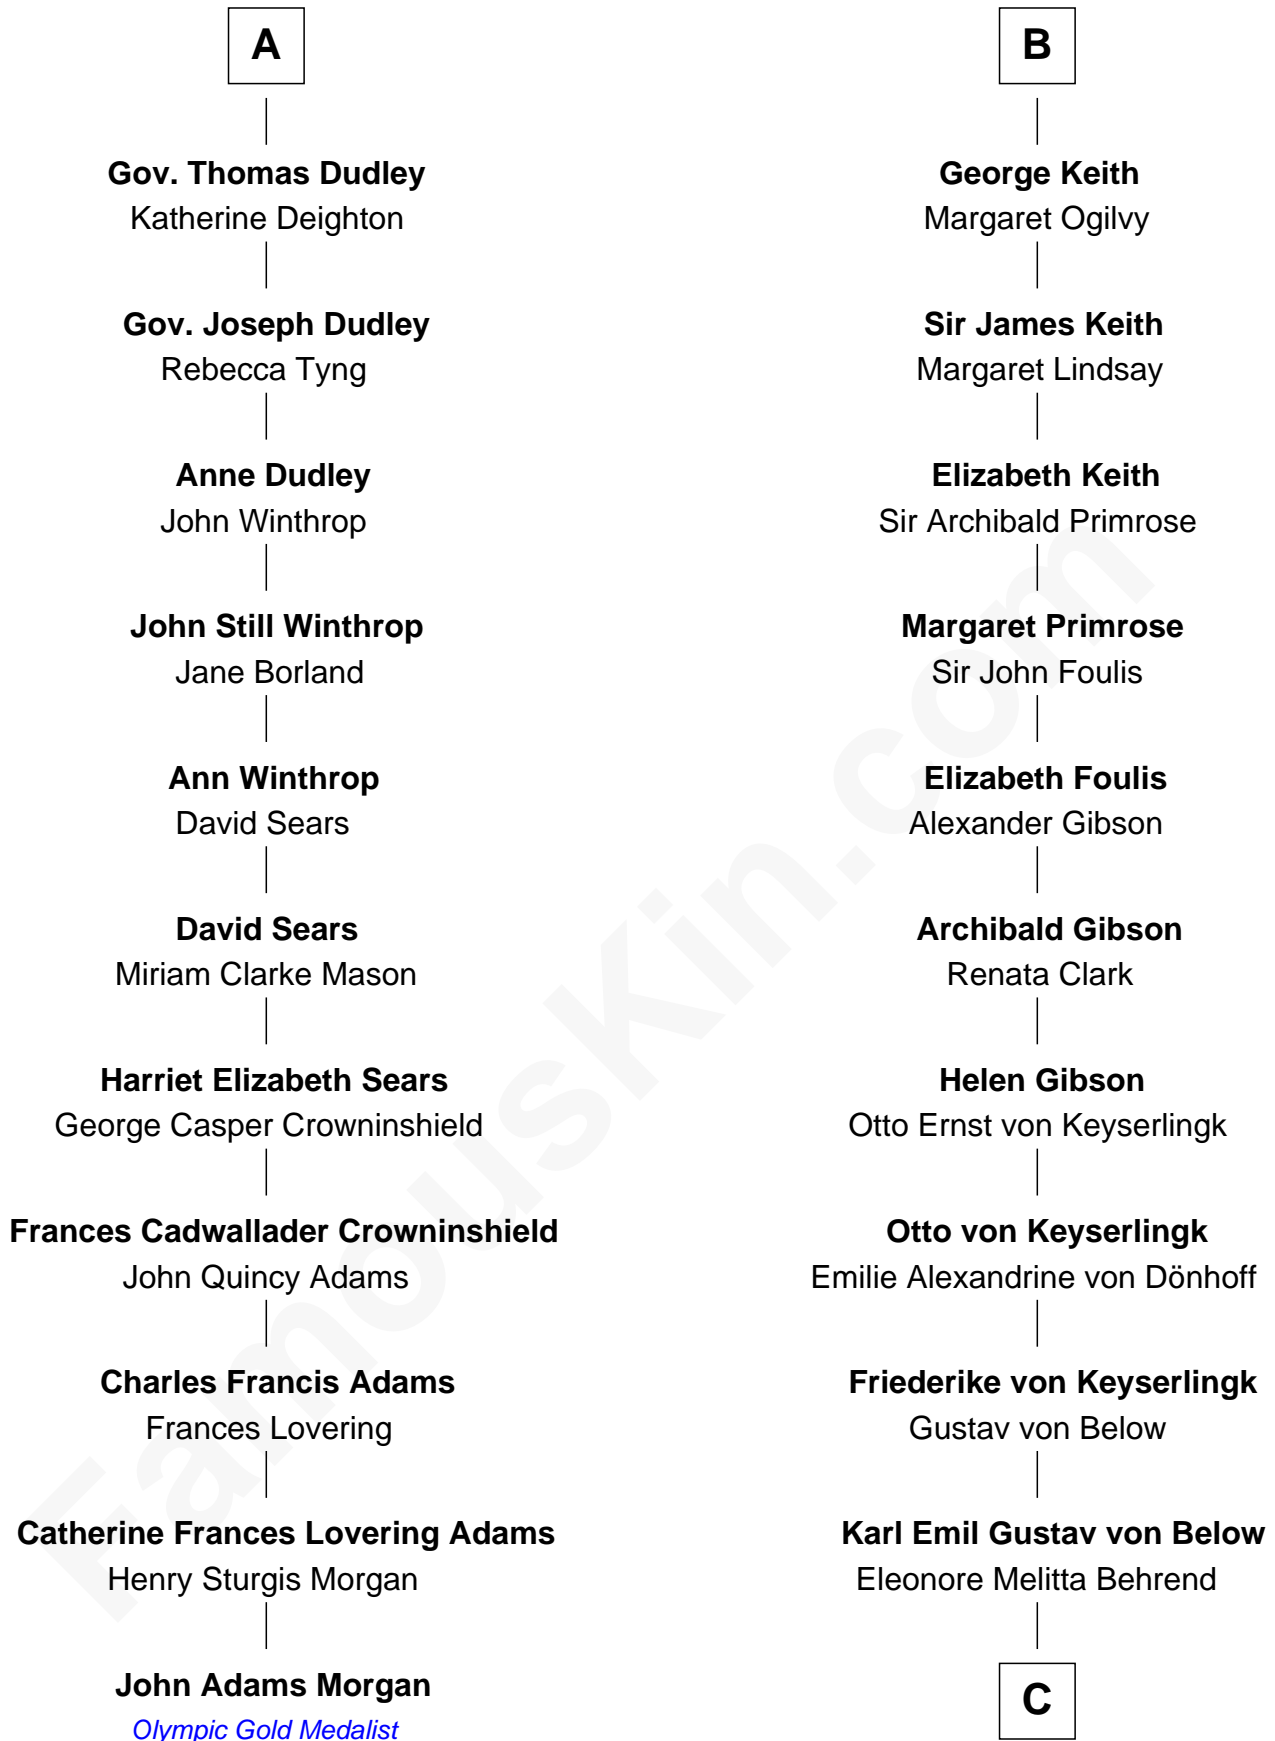 A
Gov. Thomas Dudley
Katherine Deighton
Gov. Joseph Dudley
Rebecca Tyng
Anne Dudley
John Winthrop
John Still Winthrop
Jane Borland
Ann Winthrop
David Sears
David Sears
Miriam Clarke Mason
Harriet Elizabeth Sears
George Casper Crowninshield
Frances Cadwallader Crowninshield
John Quincy Adams
Charles Francis Adams
Frances Lovering
Catherine Frances Lovering Adams
Henry Sturgis Morgan
John Adams Morgan
Olympic Gold Medalist
B
George Keith
Margaret Ogilvy
Sir James Keith
Margaret Lindsay
Elizabeth Keith
Sir Archibald Primrose
Margaret Primrose
Sir John Foulis
Elizabeth Foulis
Alexander Gibson
Archibald Gibson
Renata Clark
Helen Gibson
Otto Ernst von Keyserlingk
Otto von Keyserlingk
Emilie Alexandrine von Dönhoff
Friederike von Keyserlingk
Gustav von Below
Karl Emil Gustav von Below
Eleonore Melitta Behrend
C
FamousKin.com